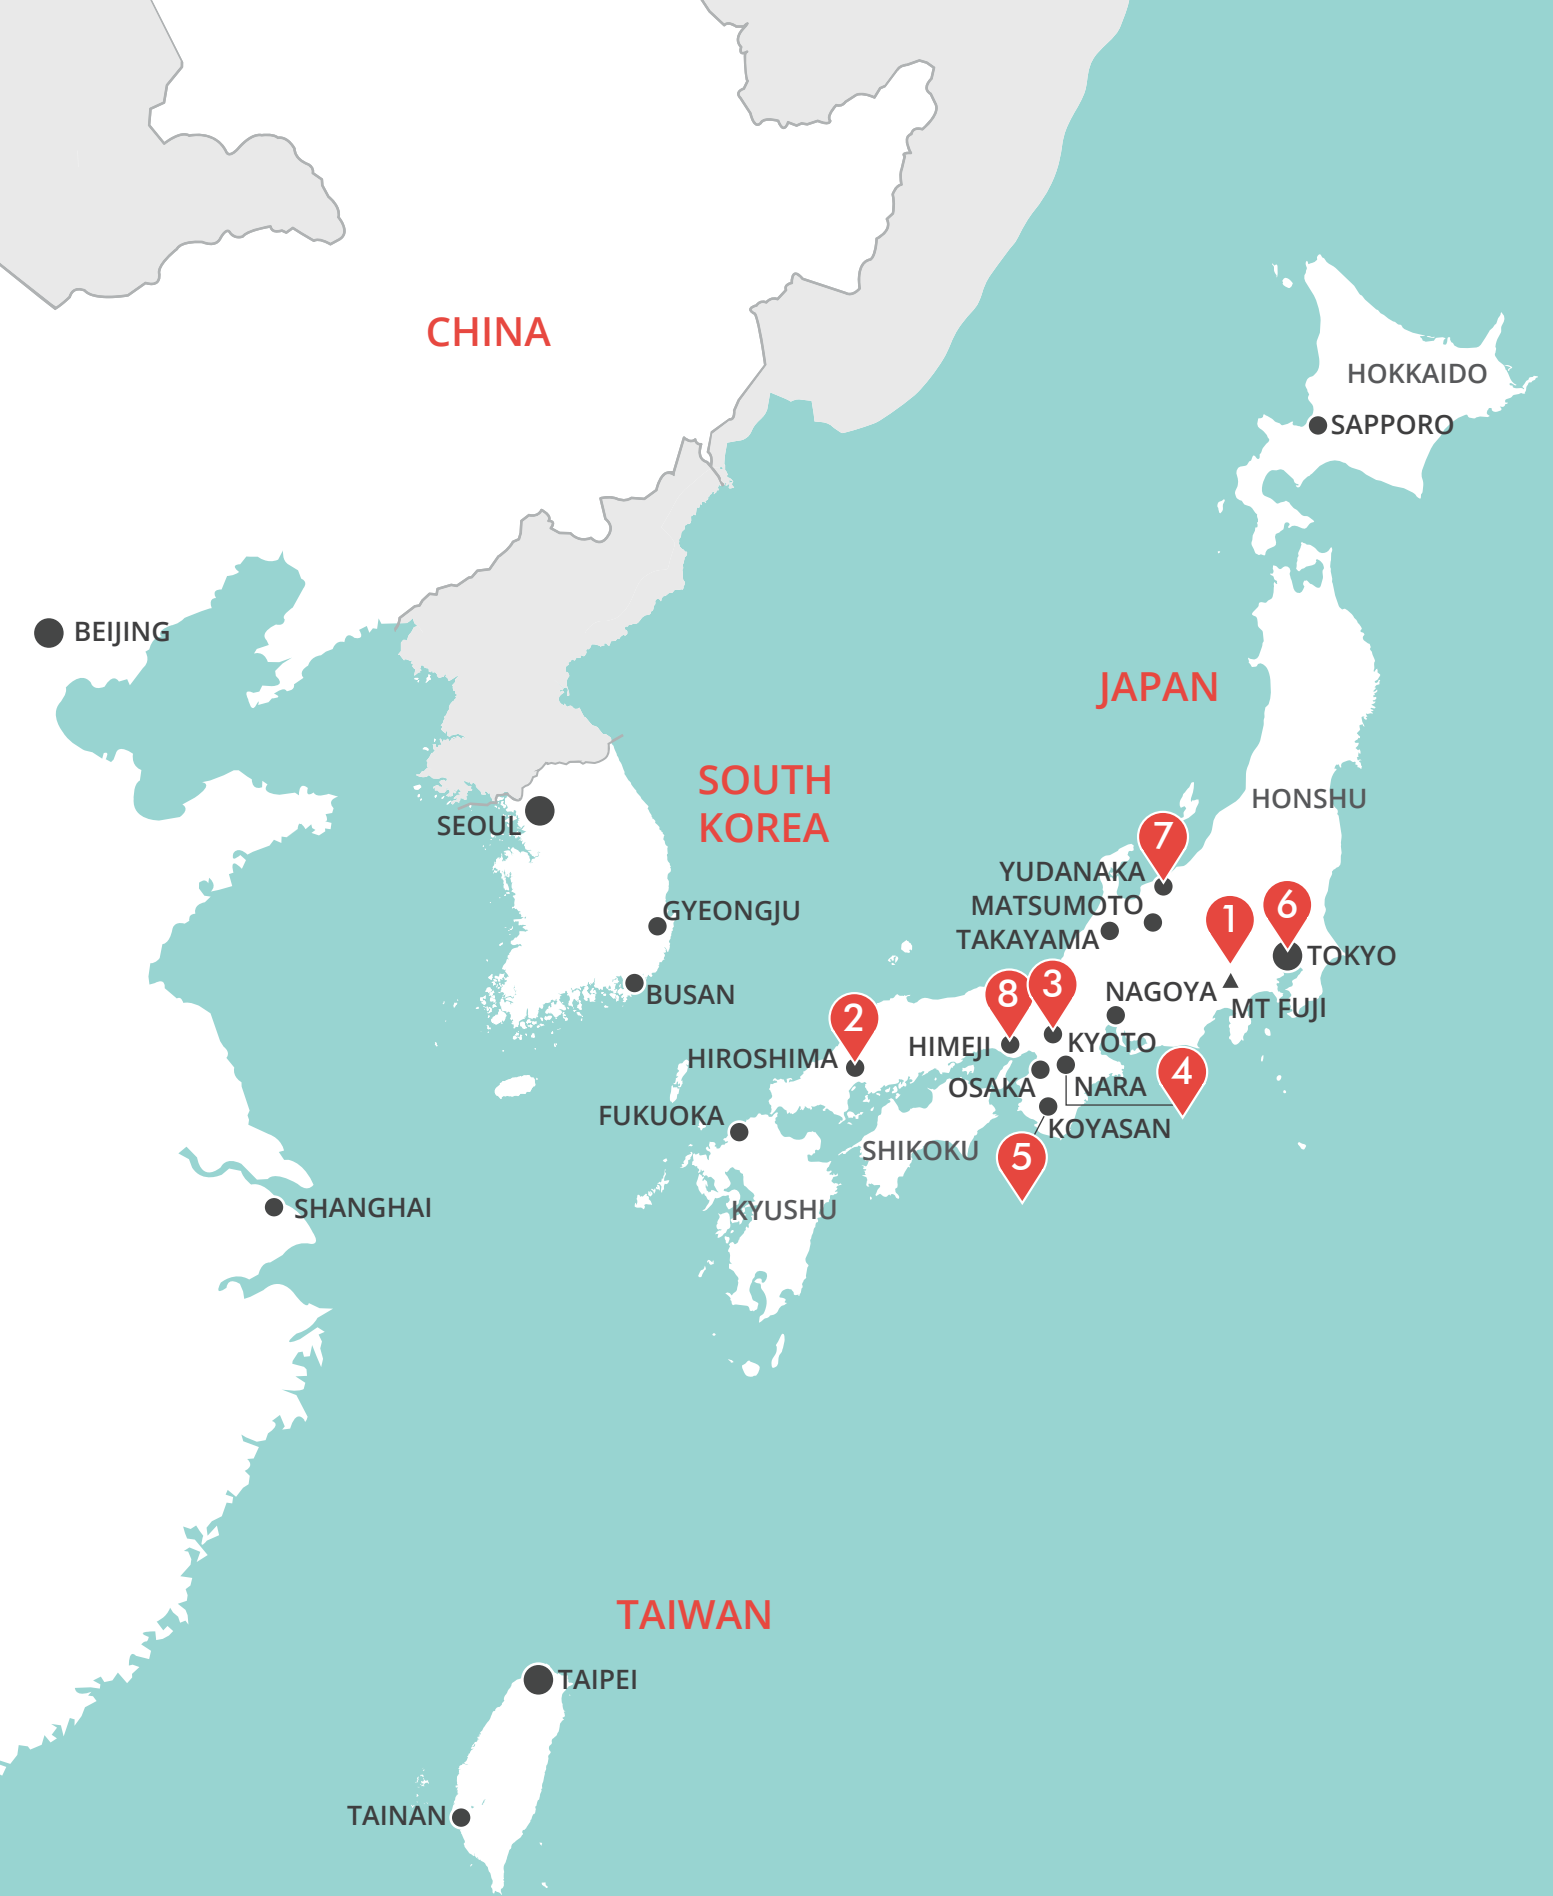 CHINA
HOKKAIDO
SAPPORO
BEIJING
JAPAN
SOUTH
KOREA
HONSHU
SEOUL
7
YUDANAKA
GYEONGJU
MATSUMOTO
1
6
TAKAYAMA
TOKYO
BUSAN
8
3
NAGOYA
MT FUJI
2
HIROSHIMA
HIMEJI
KYOTO
4
OSAKA
NARA
FUKUOKA
KOYASAN
SHIKOKU
5
SHANGHAI
KYUSHU
TAIWAN
TAIPEI
TAINAN